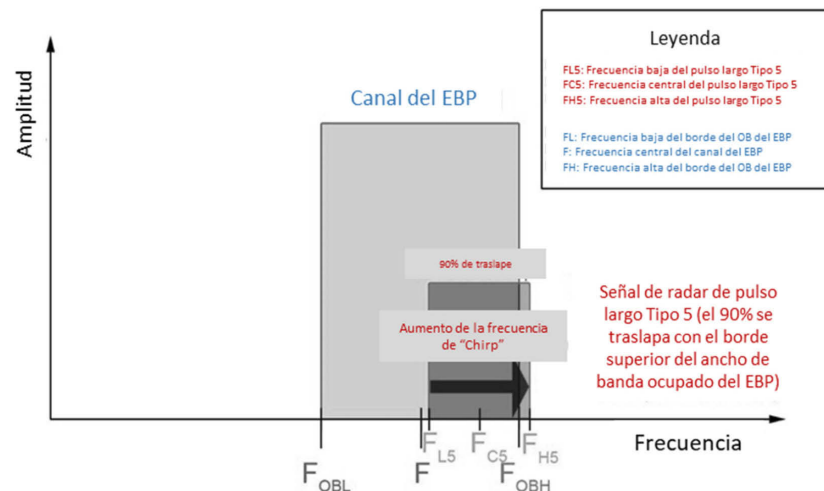 Leyenda
FL5: Frecuencia baja del pulso largo Tipo 5
FC5: Frecuencia central del pulso largo Tipo 5
FH5: Frecuencia alta del pulso largo Tipo 5
FL: Frecuencia baja del borde del OB del EBP
F: Frecuencia central del canal del EBP
FH: Frecuencia alta del borde del OB del EBP
Amplitud
Canal del EBP
90% de traslape
Aumento de la frecuencia
de “Chirp”
Señal de radar de pulso
largo Tipo 5 (el 90% se
traslapa con el borde
superior del ancho de
banda ocupado del EBP)
Frecuencia
F L5 F C5 F H5
F OBL F F OBH